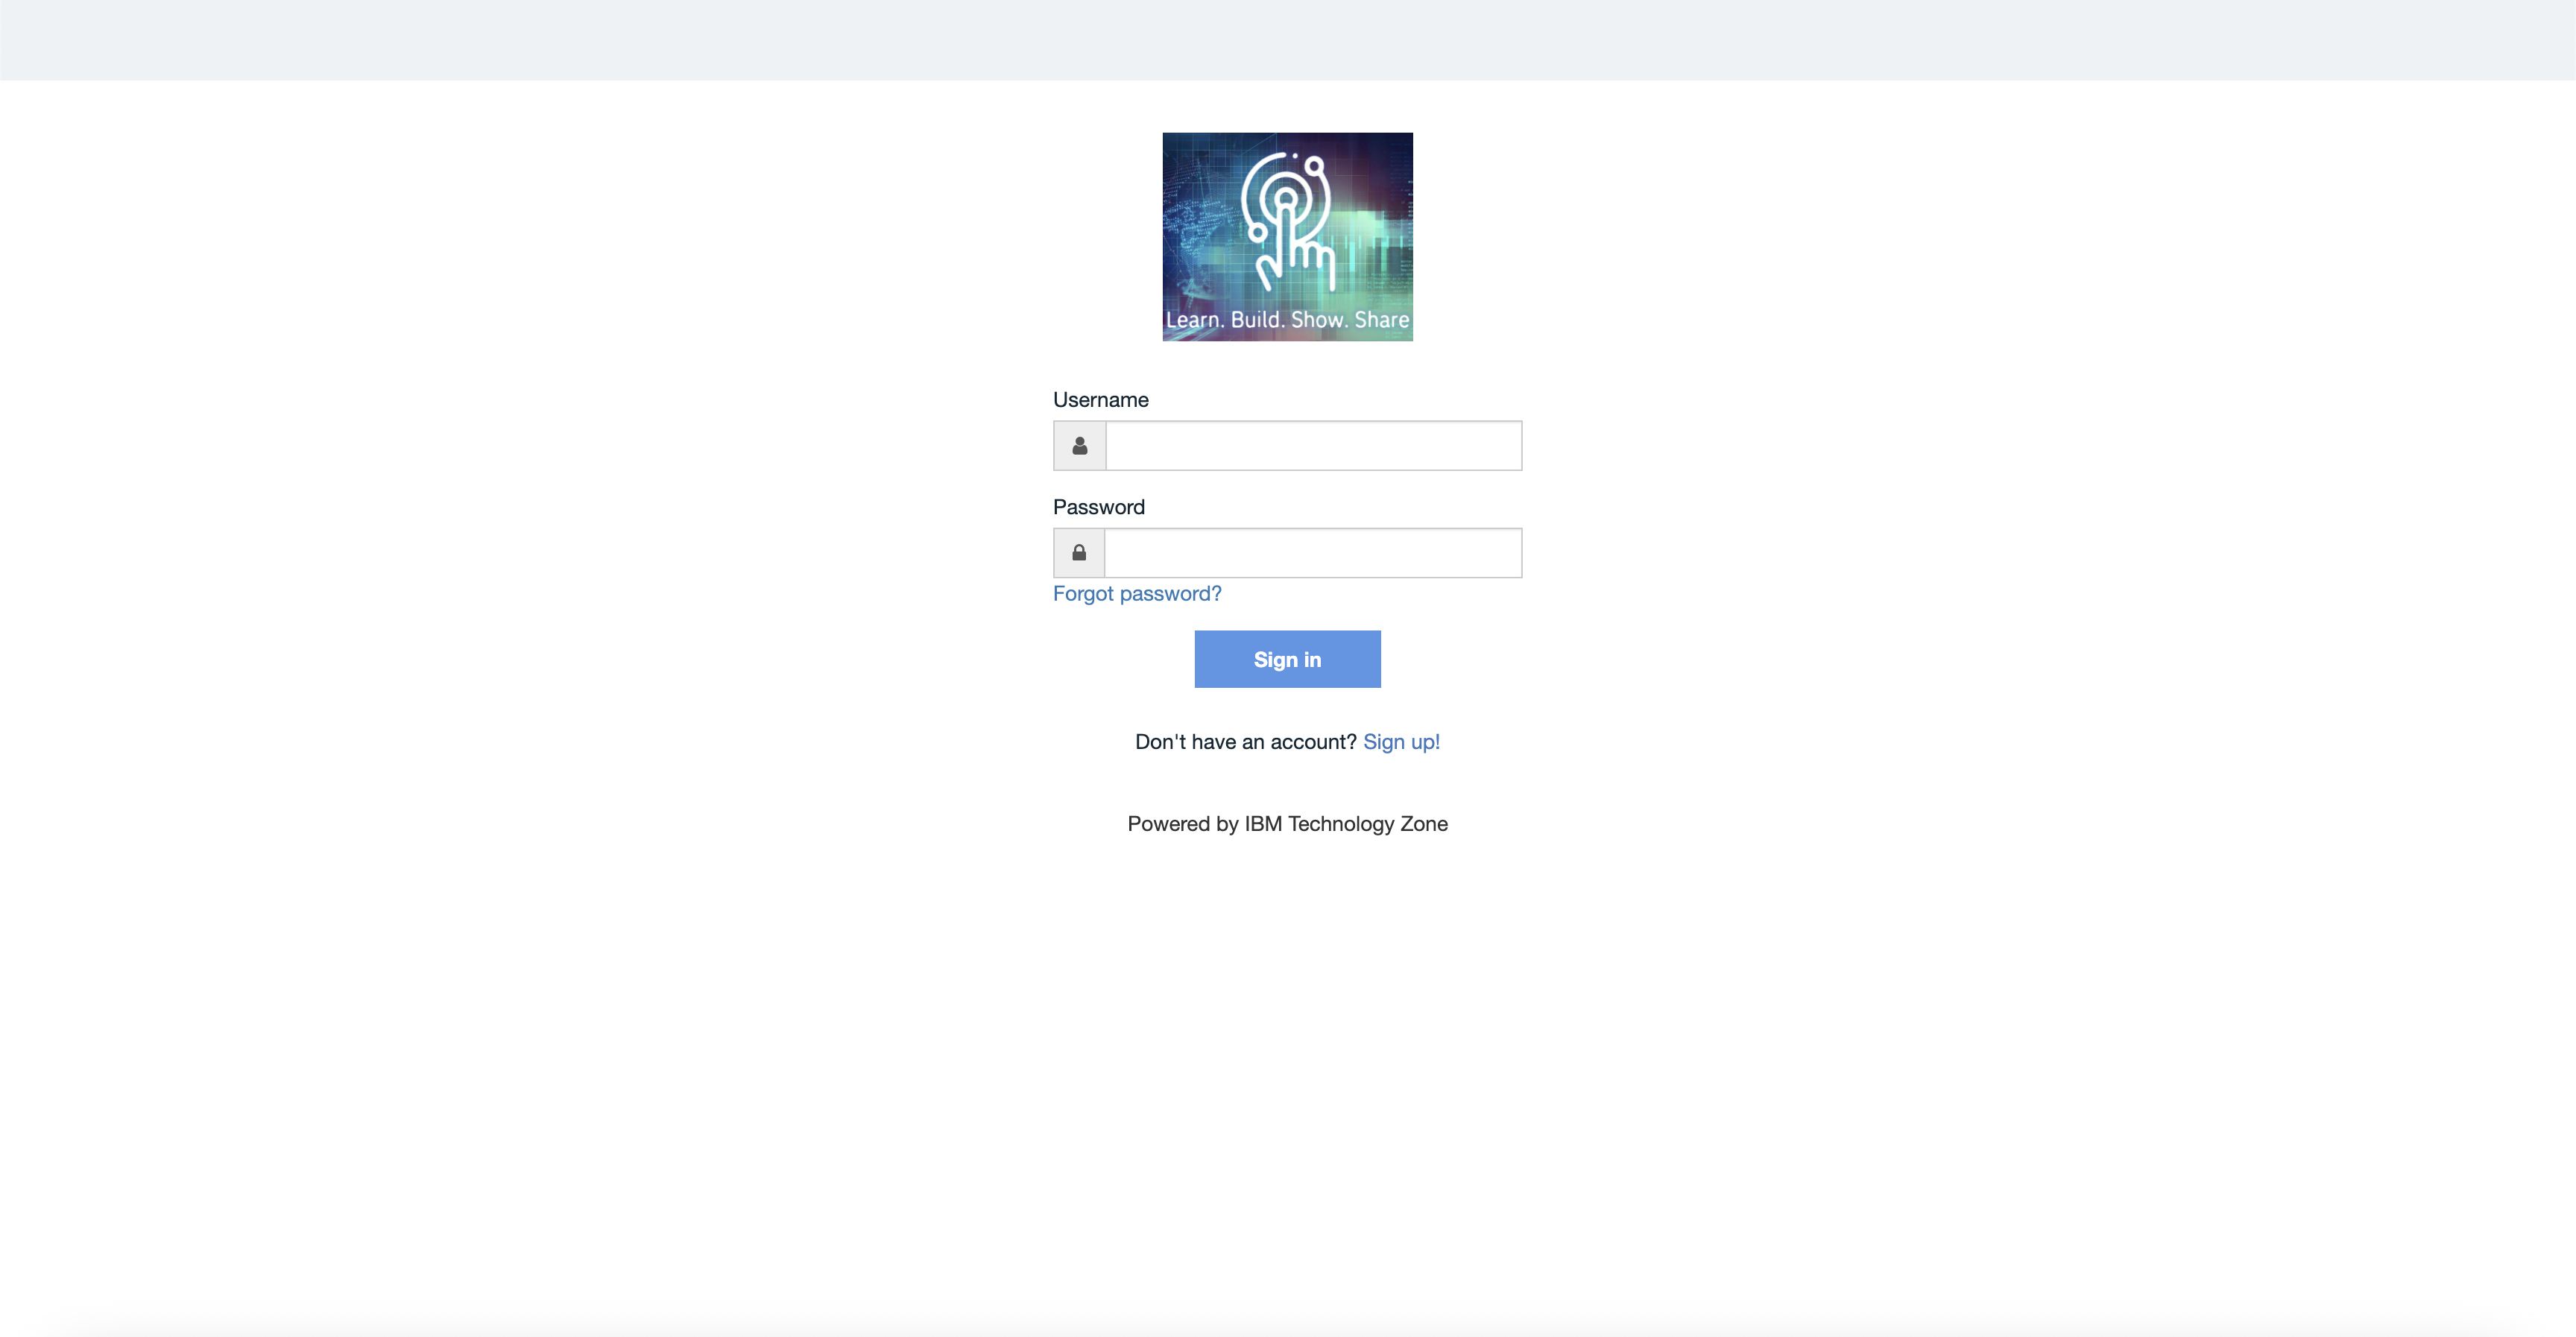 Learn. Build. Show. Share
Username
Password
Forgot password?
Sign in
Don't have an account? Sign up!
Powered by IBM Technology Zone